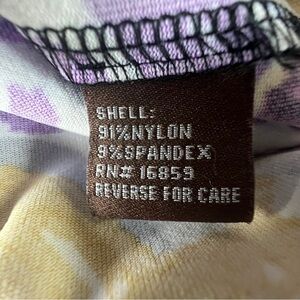 SHELL:
91%NYLON
9%SPANDEX
RN# 16859
REVERSE FOR CARE